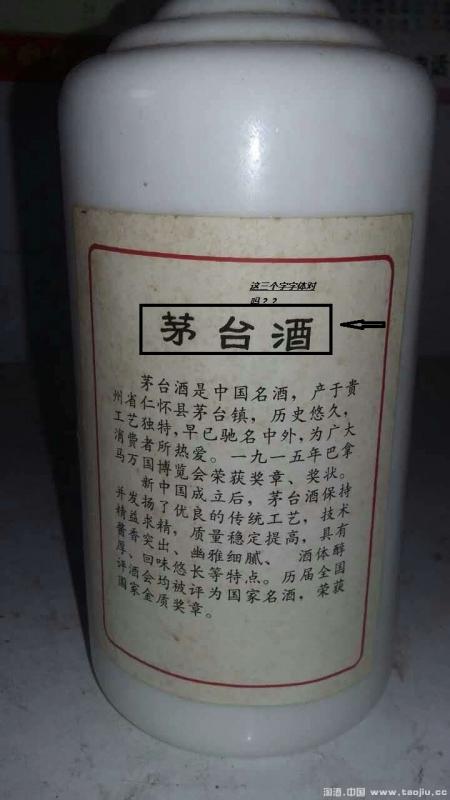 这三个字字体对
吗？？
茅台酒
茅台酒是中国名酒，产于贵
州省仁怀县茅台镇，历史悠久，
工艺独特，早已驰名中外，为广大
消费者所热爱。一九一五年巴拿
马万国博览会荣获奖章、奖状。
新中国成立后，茅台酒保持
并发扬了优良的传统工艺，技术
精益求精，质量稳定提高，具有
酱香突出、幽雅细腻、酒体醇
厚、回味悠长等特点。历届全国
评酒会均被评为国家名酒，荣获
国家金质奖章。
淘酒.中国 www.taojiu.cc